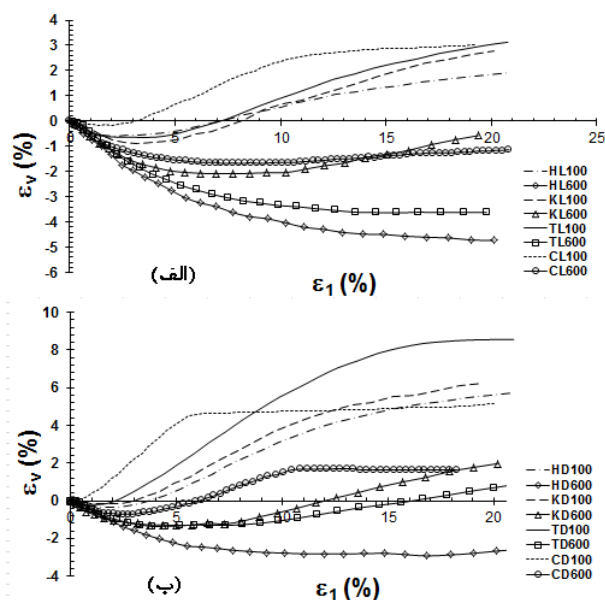 4
3
2
1
0
-1
-2
-3
-4
-5
-6
εv (%)
0 5 10 15 20 25
(الف)
ε1 (%)
HL100
HL600
KL100
KL600
TL100
TL600
CL100
CL600
10
8
6
4
2
0
-2
-4
εv (%)
0 5 10 15 20
(ب)
ε1 (%)
HD100
HD600
KD100
KD600
TD100
TD600
CD100
CD600